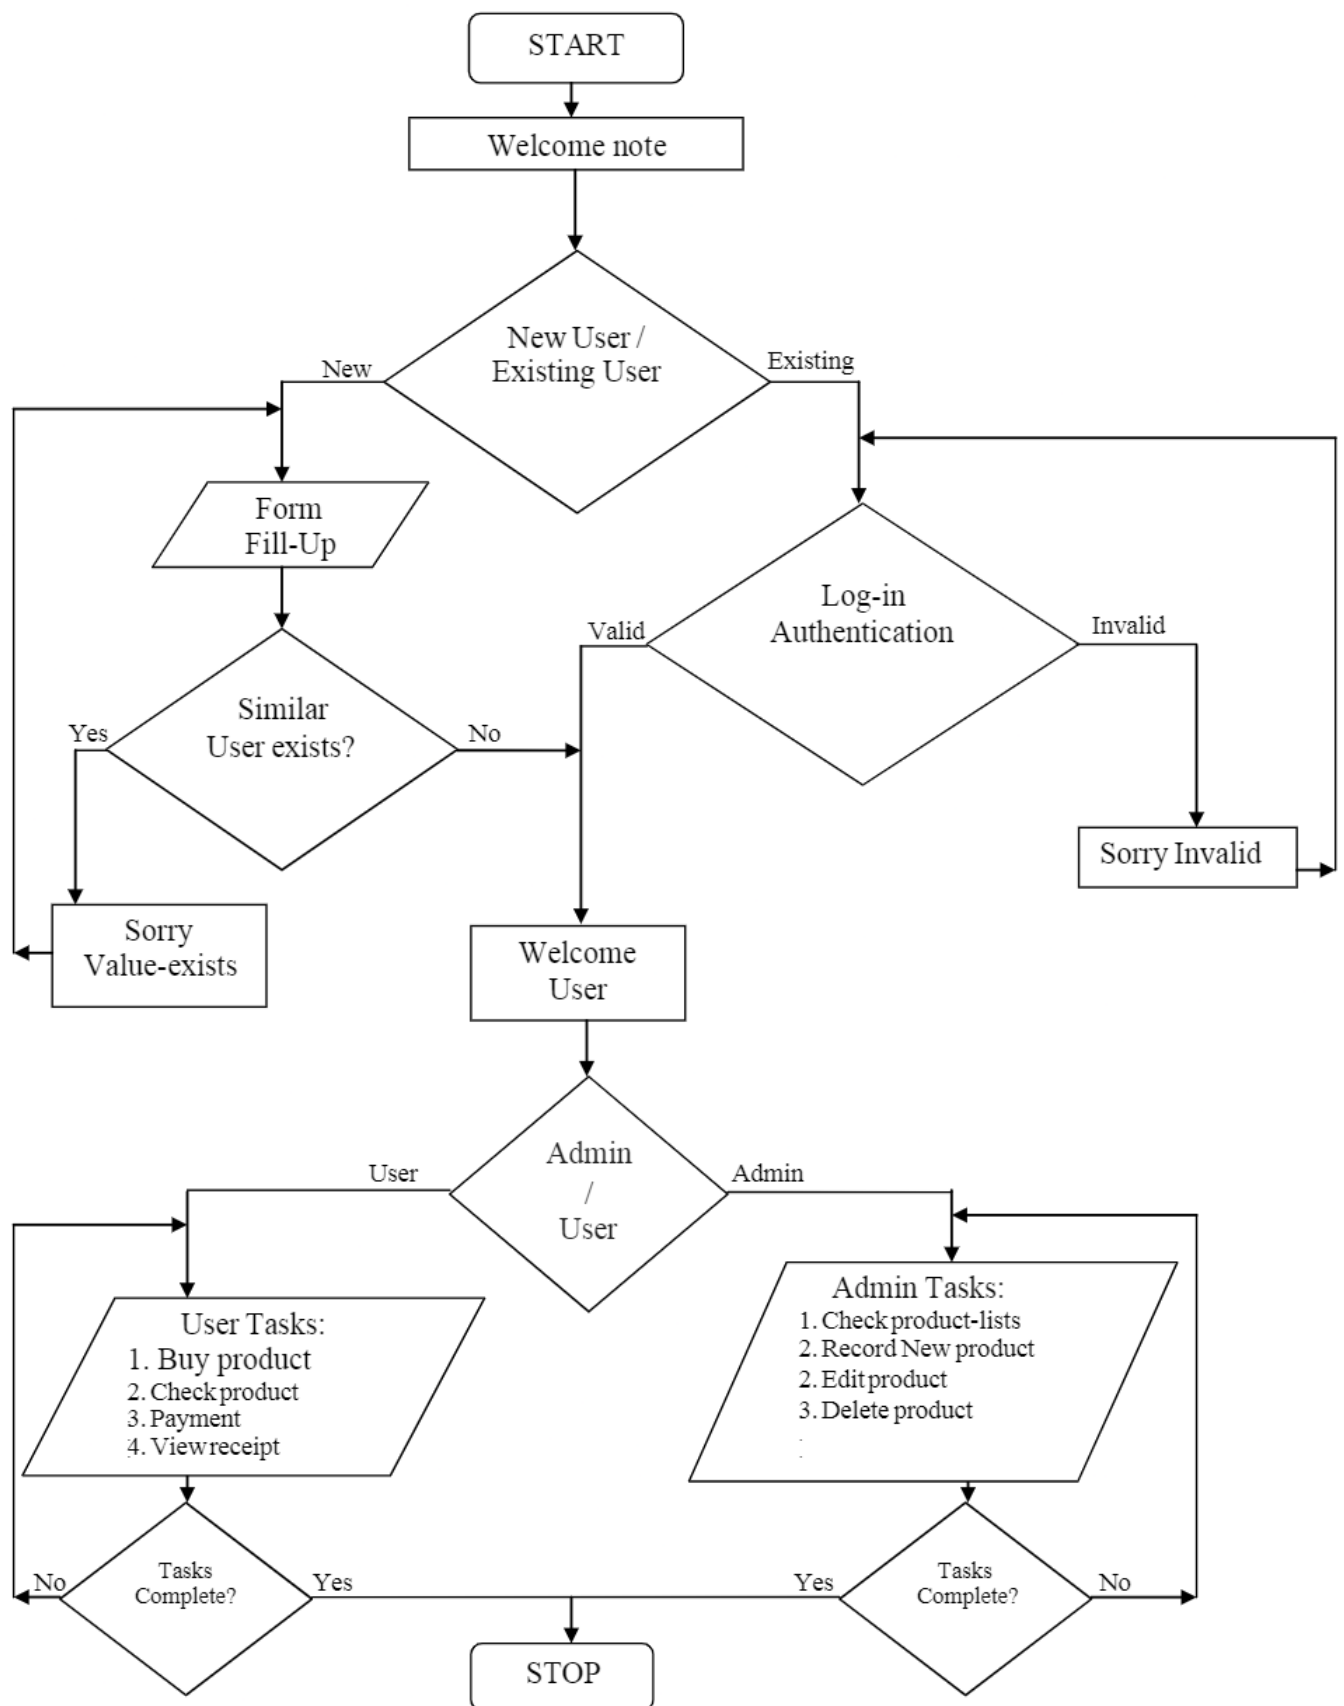 START
Welcome note
New User /
Existing User
New
Existing
Form
Fill-Up
Log-in
Authentication
Valid
Invalid
Similar
User exists?
Yes
No
Sorry Invalid
Sorry
Value-exists
Welcome
User
Admin
/
User
User
Admin
User Tasks:
1. Buy product
2. Check product
3. Payment
4. View receipt
Admin Tasks:
1. Check product-lists
2. Record New product
2. Edit product
3. Delete product
.
.
Tasks
Complete?
No
Yes
Tasks
Complete?
Yes
No
STOP